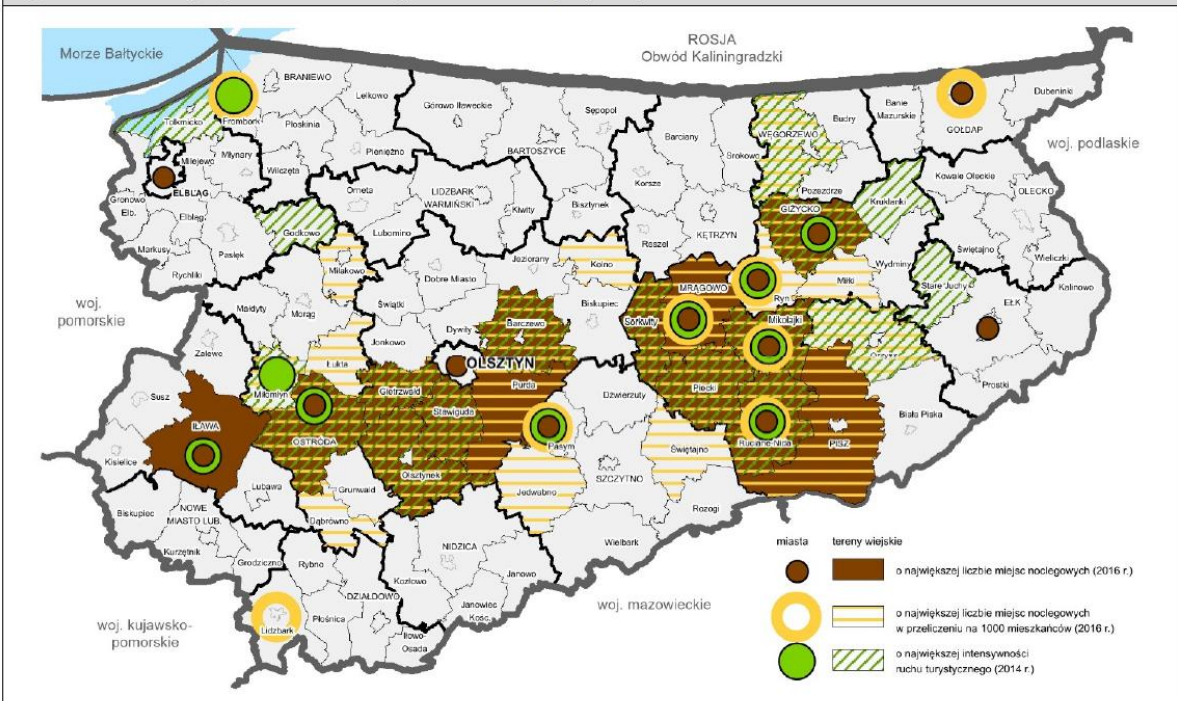 Morze Bałtyckie
ROSJA
Obwód Kaliningradzki
BRANIEWO
Lelkowo
Górowo Iławeckie
Sępopol
Banie
Mazurskie
Dubeninki
Tolkmicko
Frombork
Płoskinia
BARTOSZYCE
Barciany
WĘGORZEWO
Budry
GOŁDAP
woj. podlaskie
Milejewo
Młynary
Pieniężno
Srokowo
Wilczęta
Korsze
Pozezdrze
Kowale Oleckie
ELBLĄG
Orneta
LIDZBARK
WARMIŃSKI
Kiwity
Bisztynek
Kruklanki
OLECKO
Gronowo
Elb.
Elbląg
Godkowo
Lubomino
Reszel
KĘTRZYN
GIŻYCKO
Markusy
Pasłęk
Jeziorany
Kolno
Świętajno
Wieliczki
Rychliki
Miłakowo
Dobre Miasto
Wydminy
MRĄGOWO
Ryn
Miłki
Stare Juchy
Kalinowo
woj.
pomorskie
Małdyty
Morąg
Świątki
Biskupiec
EŁK
Dywity
Barczewo
Sorkwity
Mikołajki
Zalewo
Łukta
Jonkowo
OLSZTYN
Orzysz
Susz
Miłomłyn
Gietrzwałd
Purda
Piecki
Prostki
Stawiguda
Dźwierzuty
Biała Piska
IŁAWA
OSTRÓDA
Pasym
Ruciane-Nida
PISZ
Kisielice
Olsztynek
Świętajno
Lubawa
Grunwald
SZCZYTNO
Jedwabno
Biskupiec
NOWE
MIASTO LUB.
Dąbrówno
Rozogi
Kurzętnik
Wielbark
NIDZICA
Grodziczno
Rybno
Kozłowo
Janowo
DZIAŁDOWO
Janowiec
Kość.
woj. mazowieckie
woj. kujawsko-
pomorskie
Lidzbark
Płośnica
Iłowo-
Osada
miasta
tereny wiejskie
o największej liczbie miejsc noclegowych (2016 r.)
o największej liczbie miejsc noclegowych
w przeliczeniu na 1000 mieszkańców (2016 r.)
o największej intensywności
ruchu turystycznego (2014 r.)